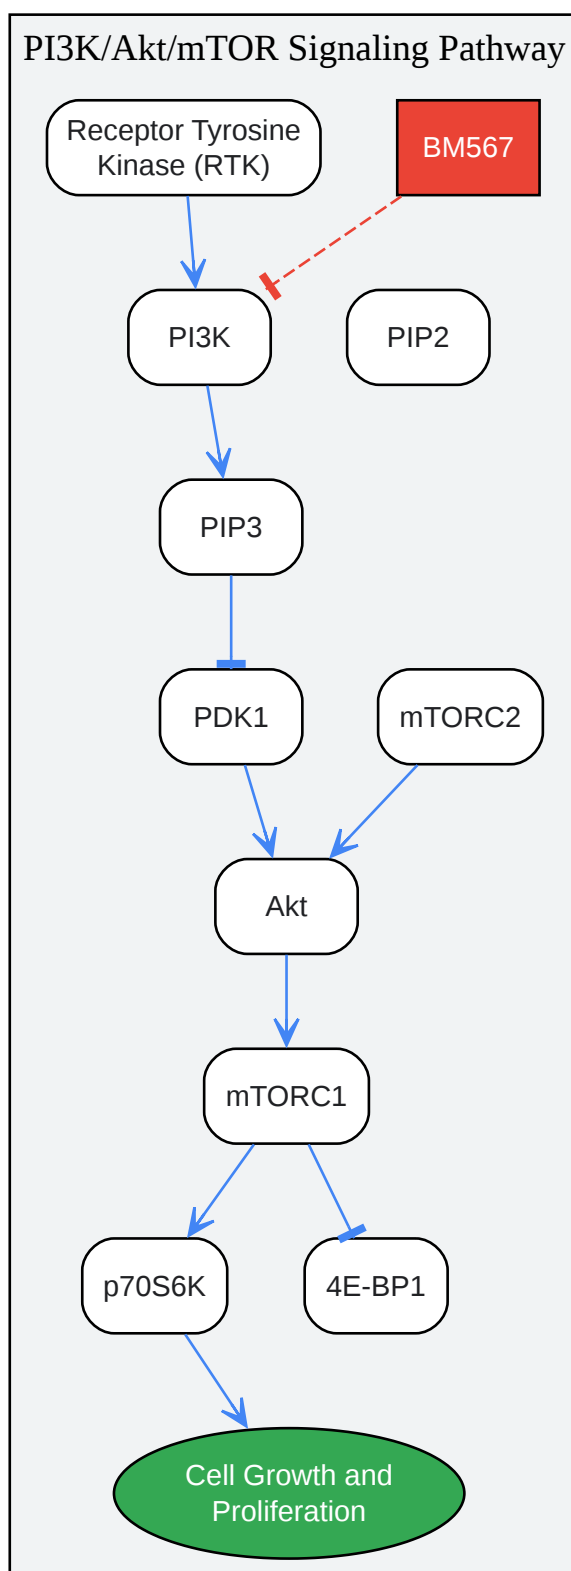 PI3K/Akt/mTOR Signaling Pathway
Receptor Tyrosine
Kinase (RTK)
BM567
PI3K
PIP2
PIP3
PDK1
mTORC2
Akt
mTORC1
p70S6K
4E-BP1
Cell Growth and
Proliferation